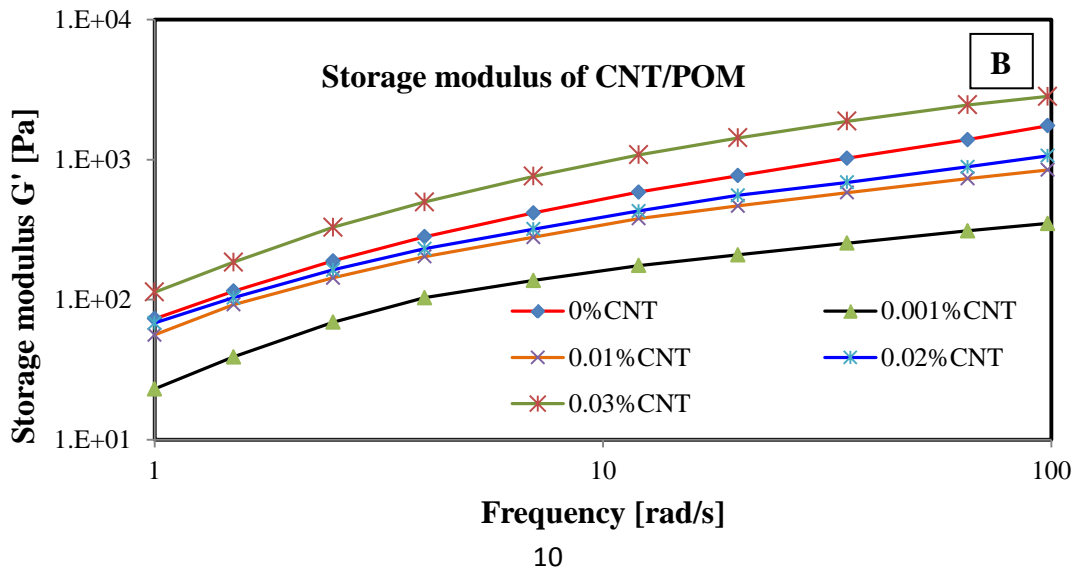 1.E+04
B
Storage modulus of CNT/POM
1.E+03
Storage modulus G' [Pa]
1.E+02
0%CNT 0.001%CNT
0.01%CNT 0.02%CNT
0.03%CNT
1.E+01
1 10 100
Frequency [rad/s]
10